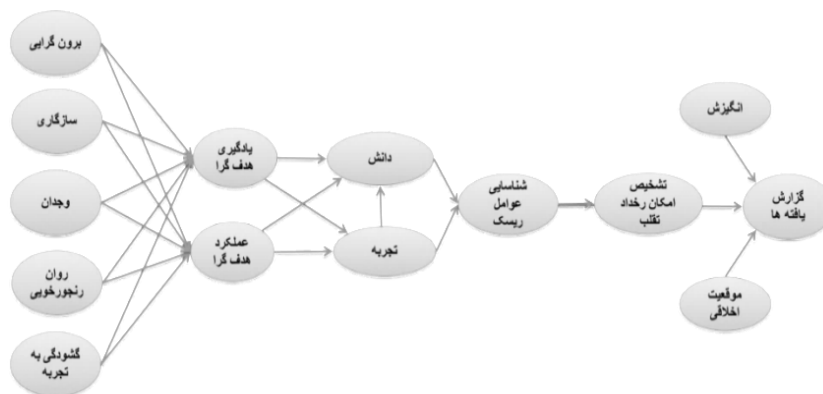 برون گرایی
سازگاری
وجدان
روان
رنجورخویی
گشودگی به
تجربه
یادگیری
هدف گرا
عملکرد
هدف گرا
دانش
تجربه
شناسایی
عوامل
ریسک
تشخیص
امکان رخداد
تقلب
انگیزش
گزارش
یافته ها
موقعیت
اخلاقی